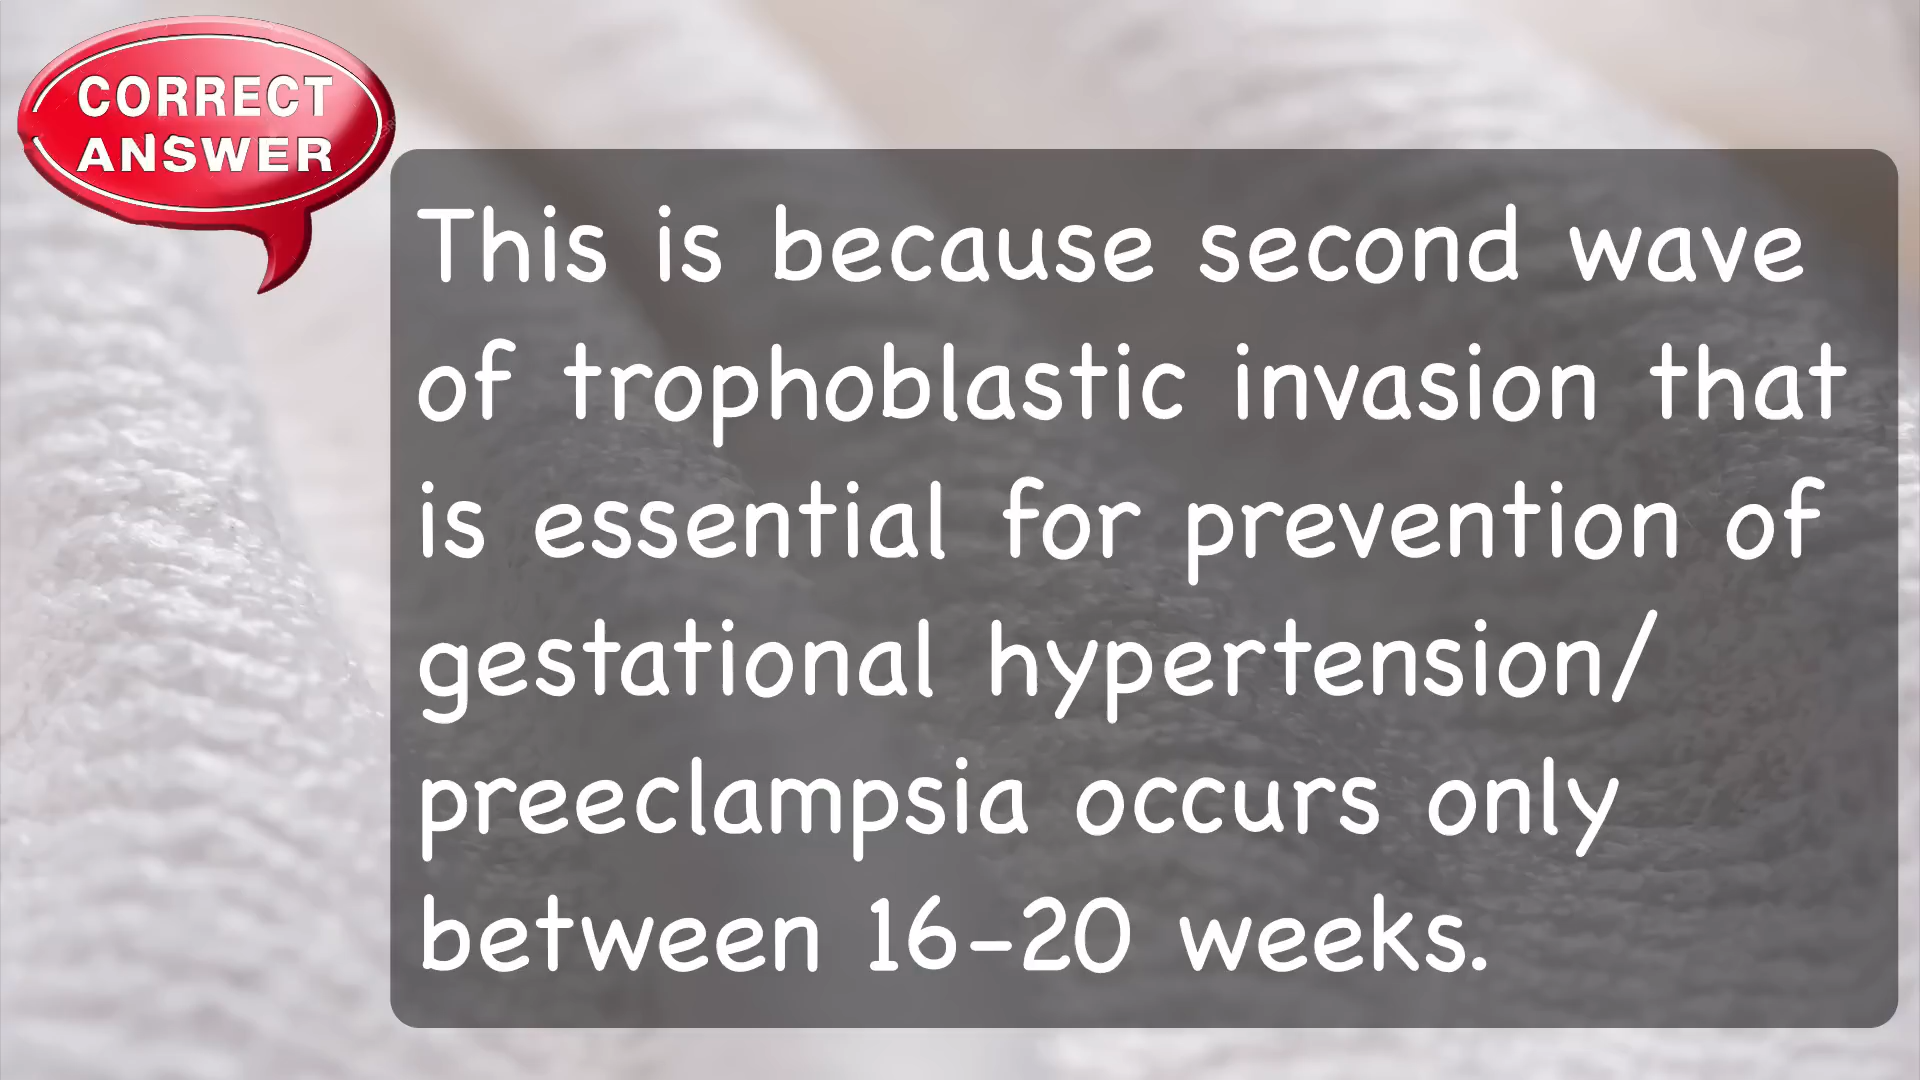 CORRECT
ANSWER
This is because second wave
of trophoblastic invasion that
is essential for prevention of
gestational hypertension/
preeclampsia occurs only
between 16-20 weeks.